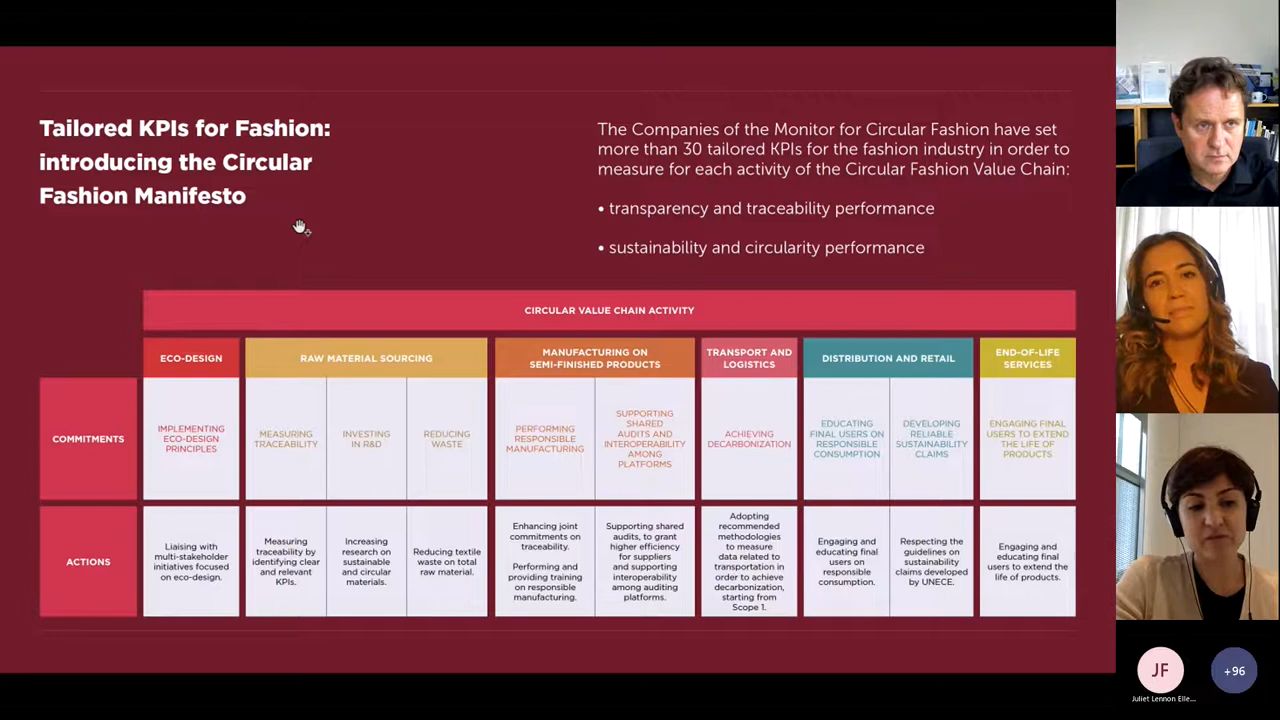 Tailored KPIs for Fashion:
introducing the Circular
Fashion Manifesto
The Companies of the Monitor for Circular Fashion have set
more than 30 tailored KPIs for the fashion industry in order to
measure for each activity of the Circular Fashion Value Chain:
• transparency and traceability performance
• sustainability and circularity performance
CIRCULAR VALUE CHAIN ACTIVITY
ECO-DESIGN
RAW MATERIAL SOURCING
MANUFACTURING ON
SEMI-FINISHED PRODUCTS
TRANSPORT AND
LOGISTICS
DISTRIBUTION AND RETAIL
END-OF-LIFE
SERVICES
COMMITMENTS
IMPLEMENTING
ECO-DESIGN
PRINCIPLES
MEASURING
TRACEABILITY
INVESTING
IN R&D
REDUCING
WASTE
PERFORMING
RESPONSIBLE
MANUFACTURING
SUPPORTING
SHARED
AUDITS AND
INTEROPERABILITY
AMONG
PLATFORMS
ACHIEVING
DECARBONIZATION
EDUCATING
FINAL USERS ON
RESPONSIBLE
CONSUMPTION
DEVELOPING
RELIABLE
SUSTAINABILITY
CLAIMS
ENGAGING FINAL
USERS TO EXTEND
THE LIFE OF
PRODUCTS
ACTIONS
Liaising with
multi-stakeholder
initiatives focused
on eco-design.
Measuring
traceability by
identifying clear
and relevant
KPIs.
Increasing
research on
sustainable
and circular
materials.
Reducing textile
waste on total
raw material.
Enhancing joint
commitments on
traceability.
Performing and
providing training
on responsible
manufacturing.
Supporting shared
audits, to grant
higher efficiency
for suppliers
and supporting
interoperability
among auditing
platforms.
Adopting
recommended
methodologies
to measure
data related to
transportation in
order to achieve
decarbonization,
starting from
Scope 1.
Engaging and
educating final
users on
responsible
consumption.
Respecting the
guidelines on
sustainability
claims developed
by UNECE.
Engaging and
educating final
users to extend the
life of products.
JF
+96
Juliet Lennon Elle...